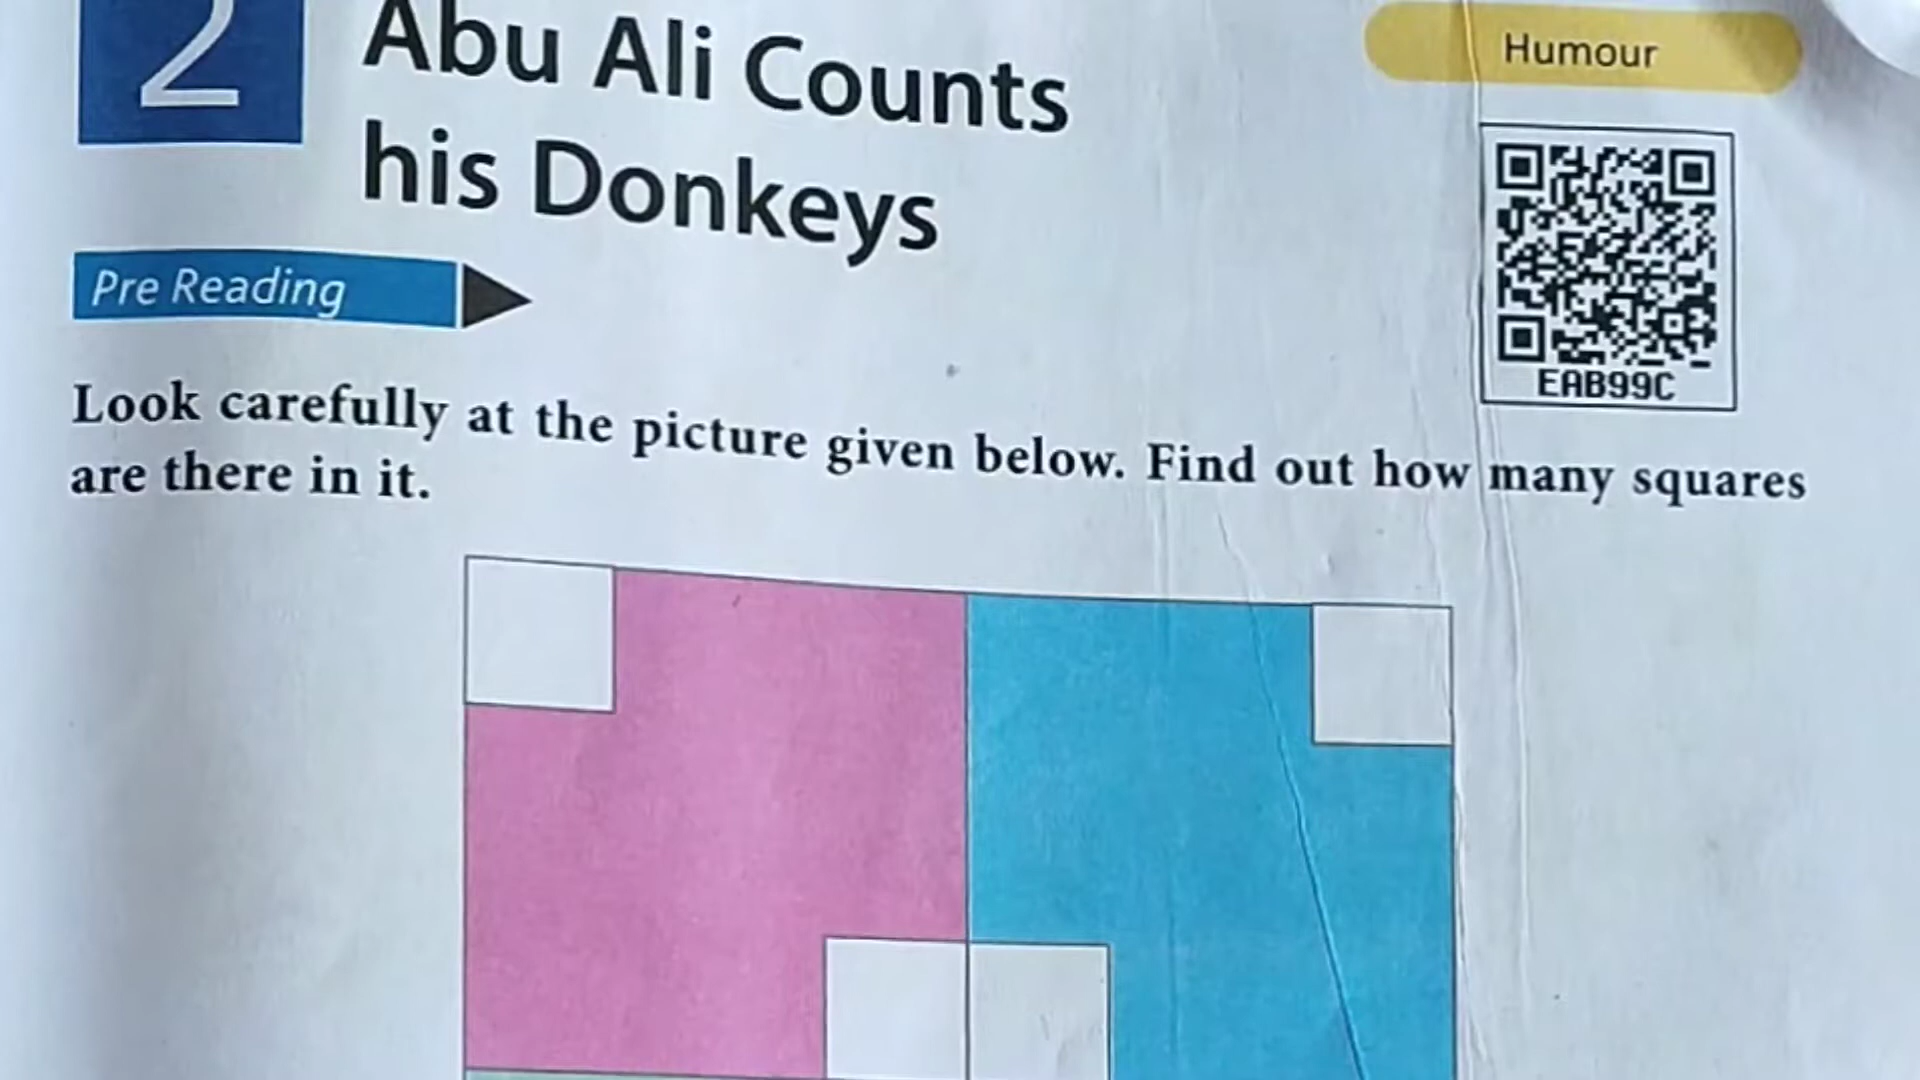 2
Abu Ali Counts
his Donkeys
Humour
EAB99C
Pre Reading
Look carefully at the picture given below. Find out how many squares
are there in it.